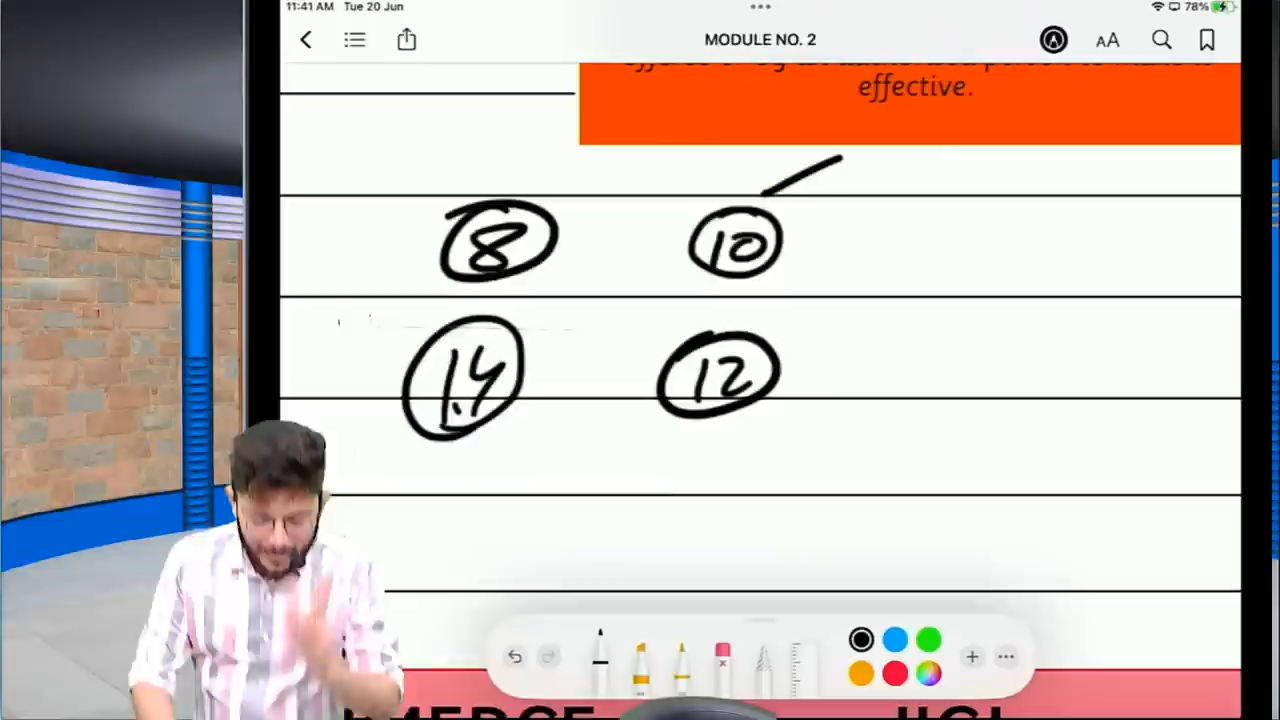 11:41 AM Tue 20 Jun
78%
MODULE NO. 2
AA
effective.
8 10
1.4 12